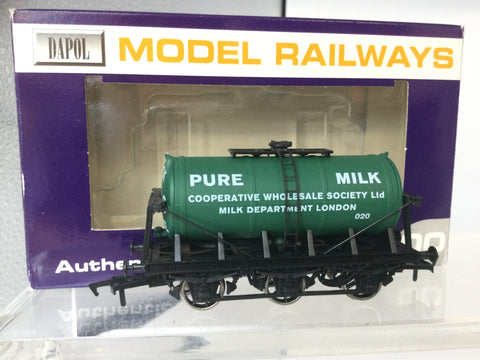 DAPOL
MODEL RAILWAYS
PURE MILK
COOPERATIVE WHOLESALE SOCIETY Ltd
MILK DEPARTMENT LONDON
020
Authen